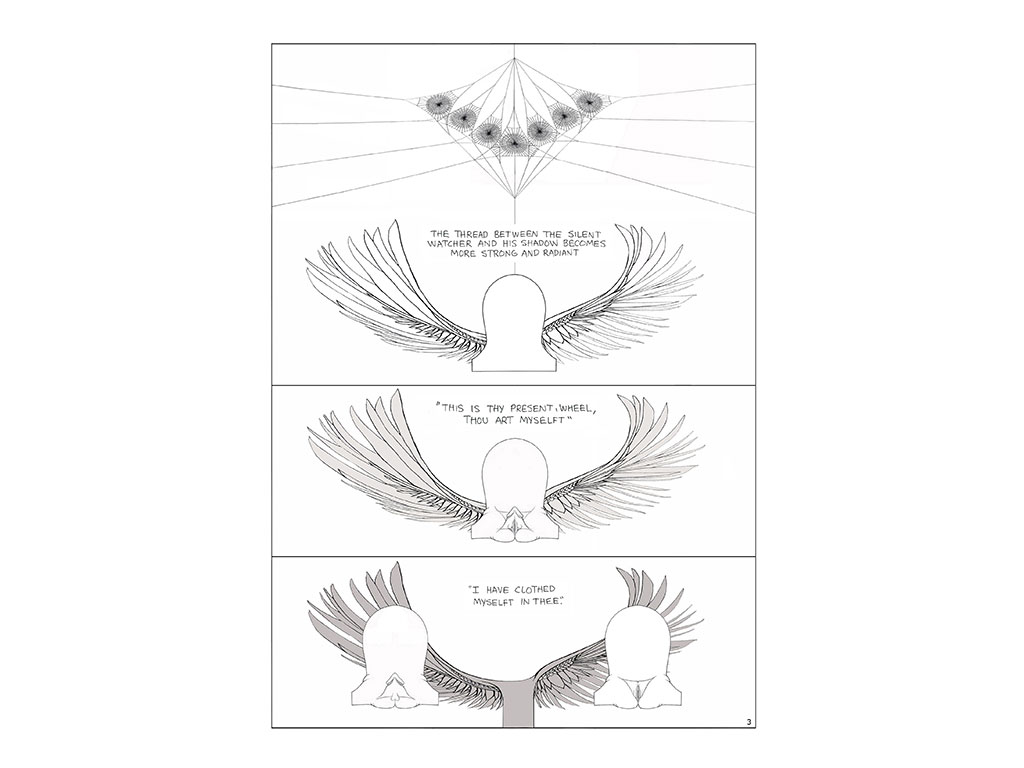 THE THREAD BETWEEN THE SILENT
WATCHER AND HIS SHADOW BECOMES
MORE STRONG AND RADIANT
"THIS IS THY PRESENT, WHEEL,
THOU ART MYSELFT"
"I HAVE CLOTHED
MYSELFT IN THEE."
3